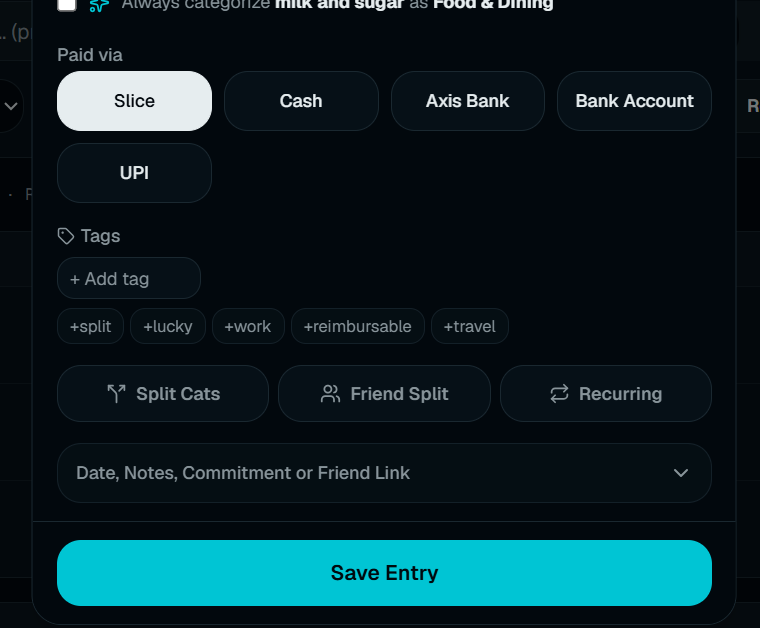 Always categorize milk and sugar as Food & Dining
.. (p
Paid via
Slice
Cash
Axis Bank
Bank Account
R
UPI
· F
Tags
+ Add tag
+split
+lucky
+work
+reimbursable
+travel
Split Cats
Friend Split
Recurring
Date, Notes, Commitment or Friend Link
Save Entry